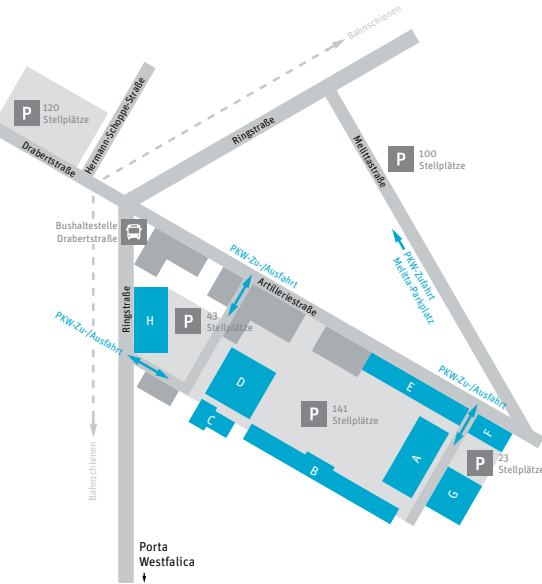 Bahnschienen
P 120
Stellplätze
Hermann-Schoppe-Straße
Drabertstraße
Ringstraße
Melittastraße
P 100
Stellplätze
Bushaltestelle
Drabertstraße
PKW-Zu-/Ausfahrt
PKW-Zufahrt
Melitta-Parkplatz
Artilleriestraße
Ringstraße
H
P 43
Stellplätze
PKW-Zu-/Ausfahrt
PKW-Zu-/Ausfahrt
D
E
C
P 141
Stellplätze
F
A
B
P 23
Stellplätze
G
Bahnschienen
Porta
Westfalica